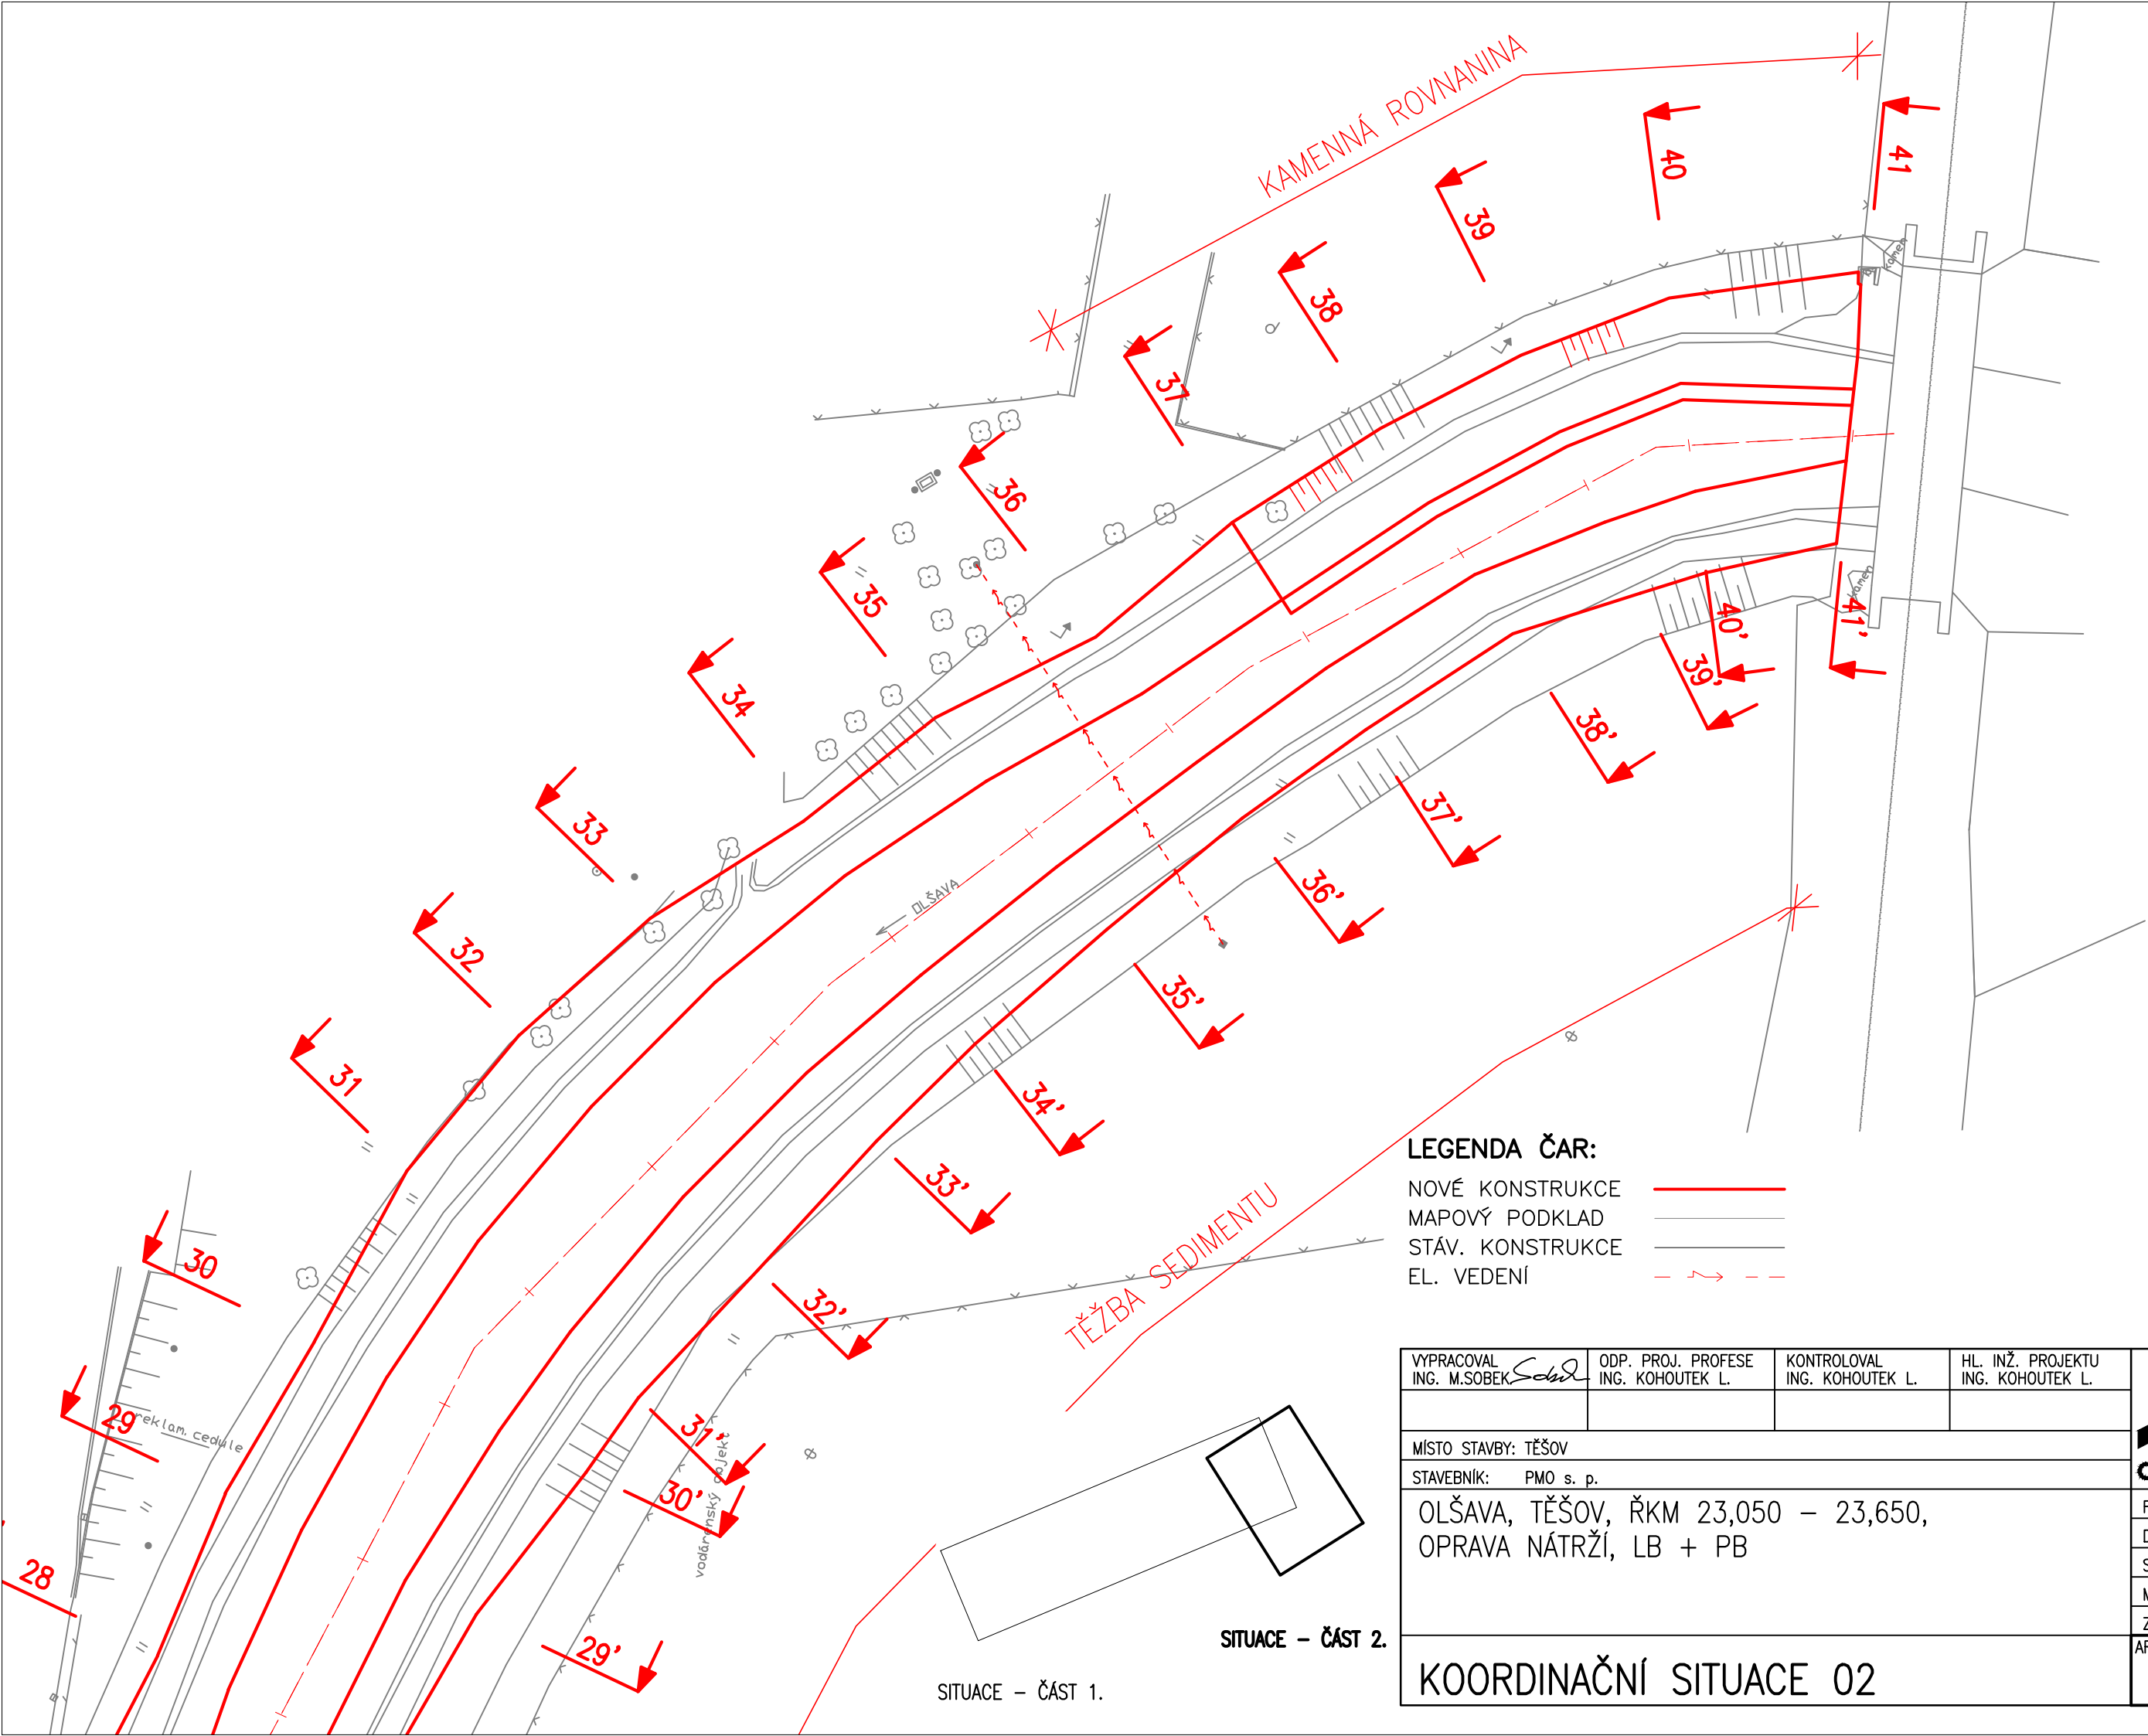 KAMENNÁ ROVNANINA
41
40
39
38
37
36
35
34
33
32
31
30
29
28
kamen
kamen
41'
40'
39'
38'
37'
36'
35'
34'
33'
32'
31'
30'
29'
OLŠAVA
reklam. cedule
vodárenský objekt
TĚŽBA SEDIMENTU
LEGENDA ČAR:
NOVÉ KONSTRUKCE
MAPOVÝ PODKLAD
STÁV. KONSTRUKCE
EL. VEDENÍ
SITUACE – ČÁST 1.
SITUACE – ČÁST 2.
VYPRACOVAL
ING. M.SOBEK
ODP. PROJ. PROFESE
ING. KOHOUTEK L.
KONTROLOVAL
ING. KOHOUTEK L.
HL. INŽ. PROJEKTU
ING. KOHOUTEK L.
MÍSTO STAVBY: TĚŠOV
STAVEBNÍK: PMO s. p.
OLŠAVA, TĚŠOV, ŘKM 23,050 – 23,650,
OPRAVA NÁTRŽÍ, LB + PB
KOORDINAČNÍ SITUACE 02